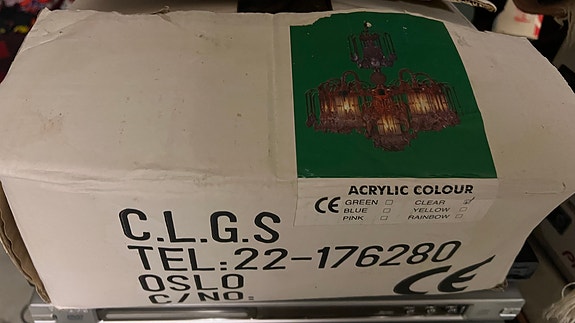 ACRYLIC COLOUR
CE GREEN ☐ CLEAR ☑
BLUE ☐ YELLOW ☐
PINK ☐ RAINBOW ☐
C.L.G.S
TEL:22-176280
OSLO CE
C/NO: